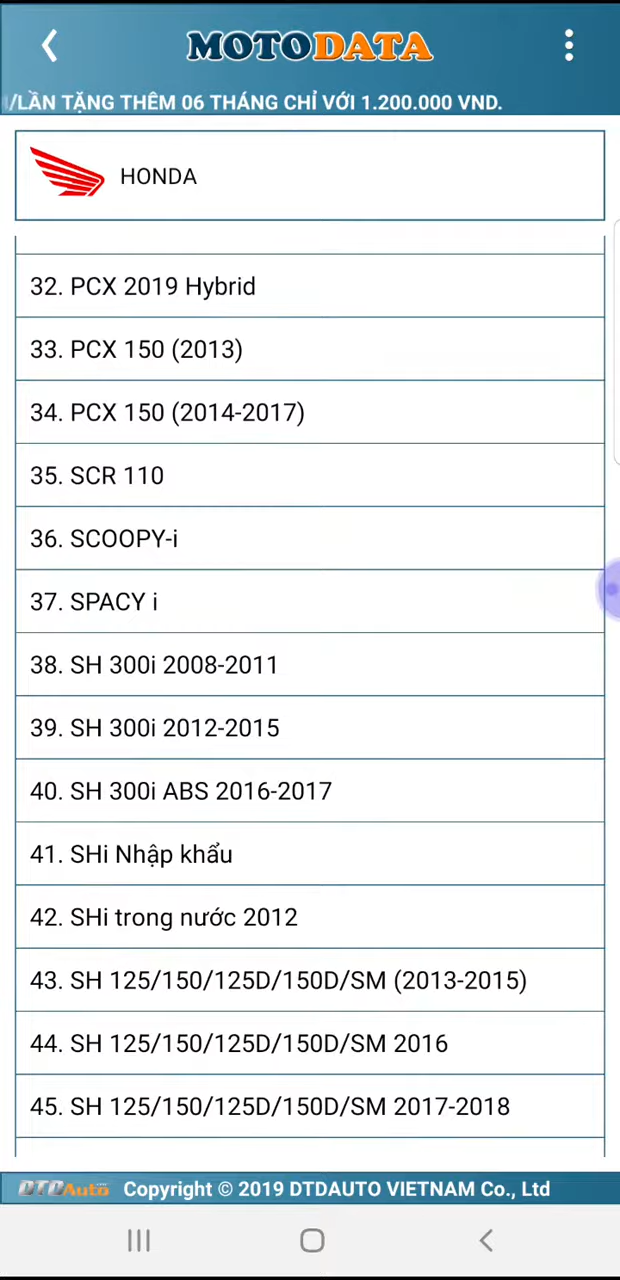 MOTODATA
/LẦN TẶNG THÊM 06 THÁNG CHỈ VỚI 1.200.000 VND.
HONDA
32. PCX 2019 Hybrid
33. PCX 150 (2013)
34. PCX 150 (2014-2017)
35. SCR 110
36. SCOOPY-i
37. SPACY i
38. SH 300i 2008-2011
39. SH 300i 2012-2015
40. SH 300i ABS 2016-2017
41. SHi Nhập khẩu
42. SHi trong nước 2012
43. SH 125/150/125D/150D/SM (2013-2015)
44. SH 125/150/125D/150D/SM 2016
45. SH 125/150/125D/150D/SM 2017-2018
DTDAuto Copyright © 2019 DTDAUTO VIETNAM Co., Ltd